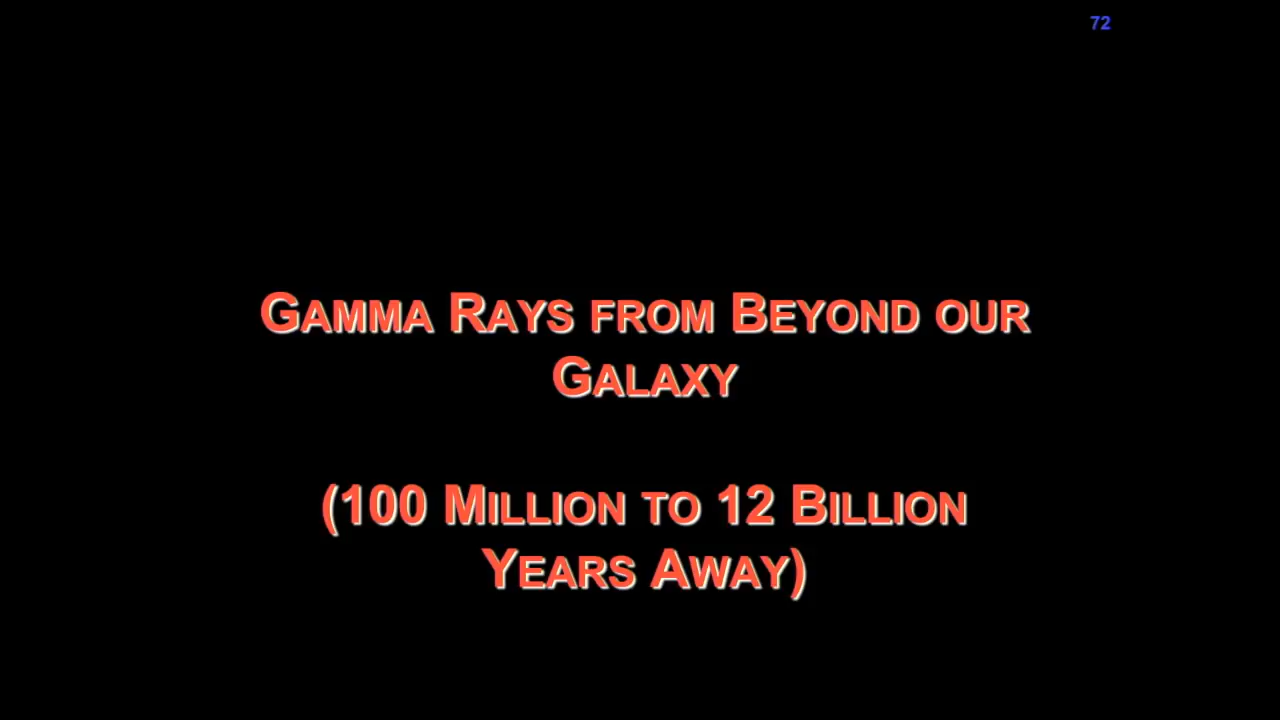 72
Gamma Rays from Beyond our
Galaxy
(100 Million to 12 Billion
Years Away)